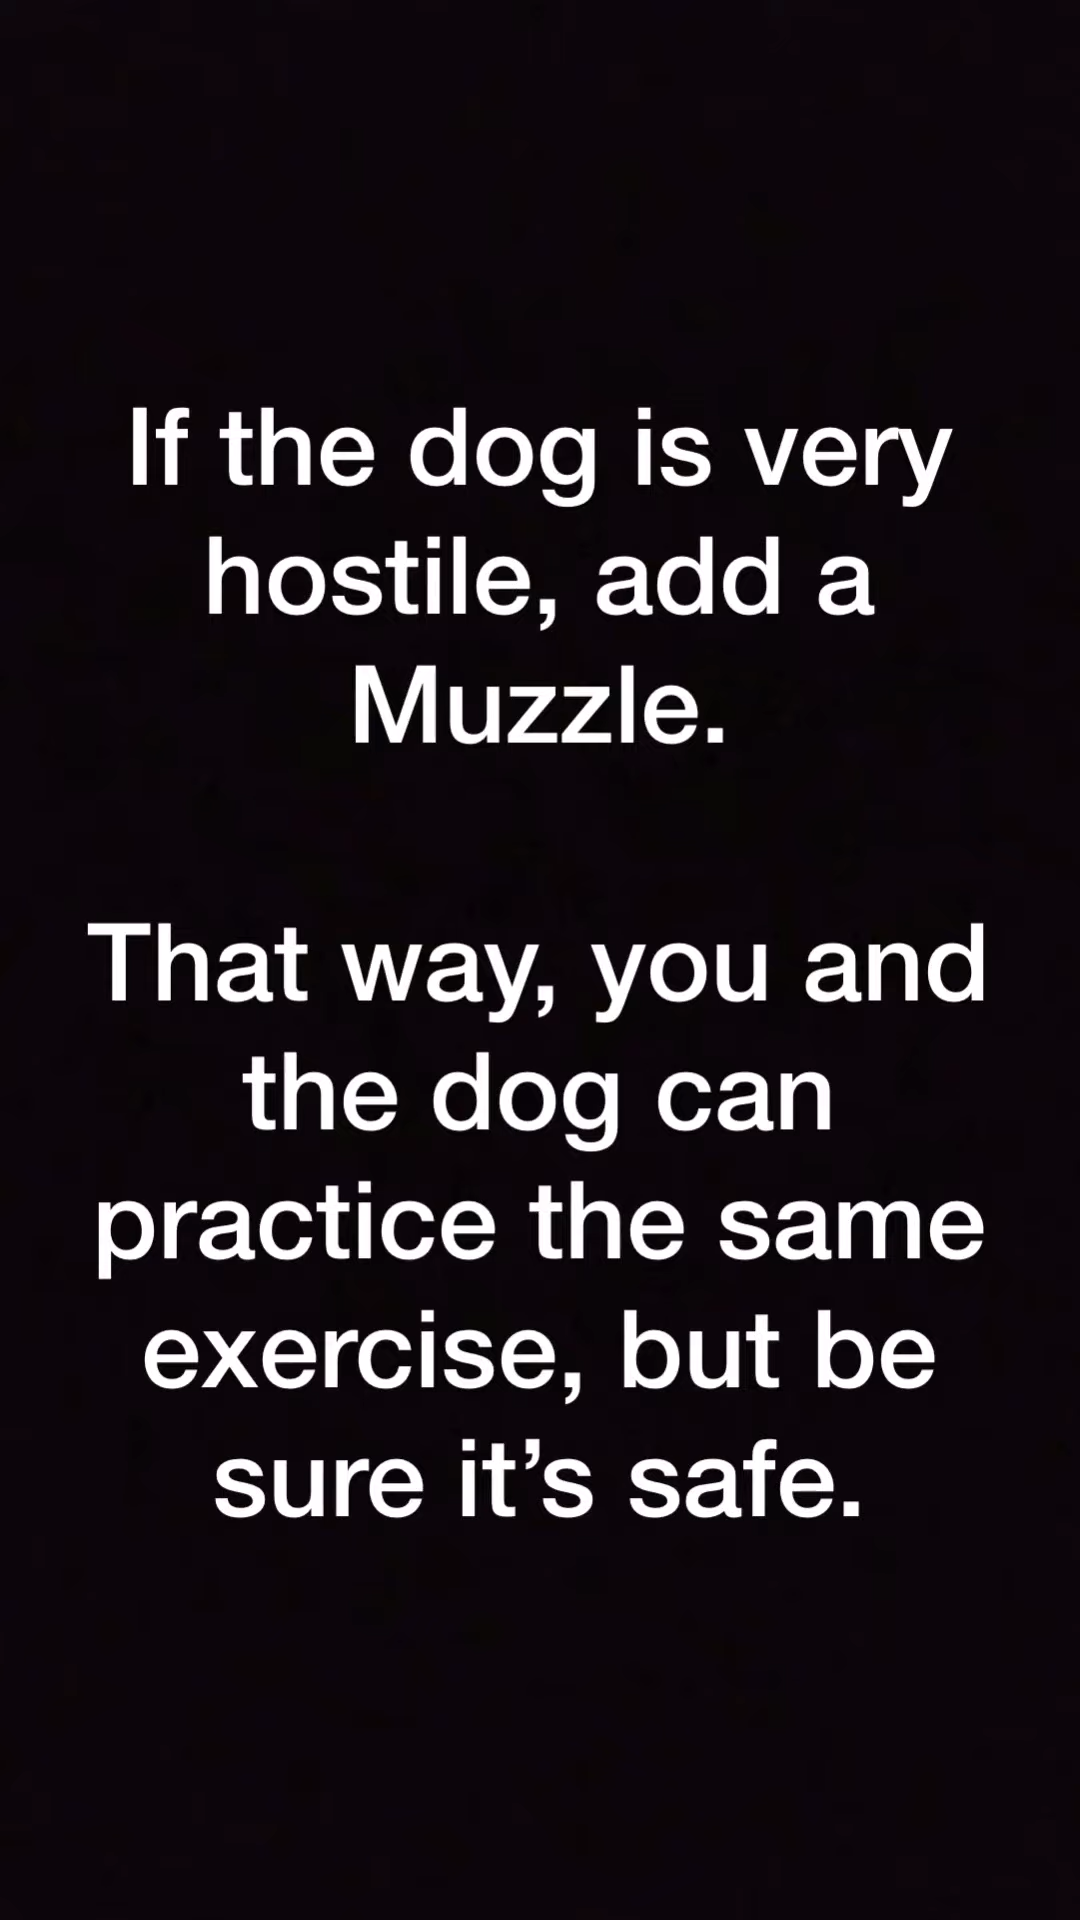 If the dog is very
hostile, add a
Muzzle.
That way, you and
the dog can
practice the same
exercise, but be
sure it’s safe.